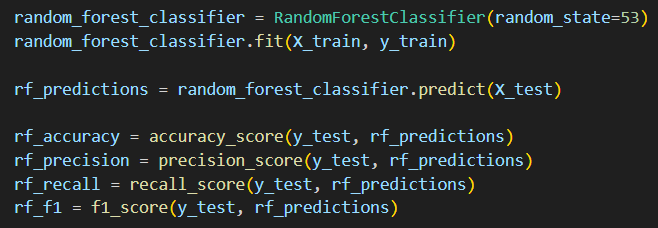 random_forest_classifier = RandomForestClassifier(random_state=53)
random_forest_classifier.fit(X_train, y_train)
rf_predictions = random_forest_classifier.predict(X_test)
rf_accuracy = accuracy_score(y_test, rf_predictions)
rf_precision = precision_score(y_test, rf_predictions)
rf_recall = recall_score(y_test, rf_predictions)
rf_f1 = f1_score(y_test, rf_predictions)